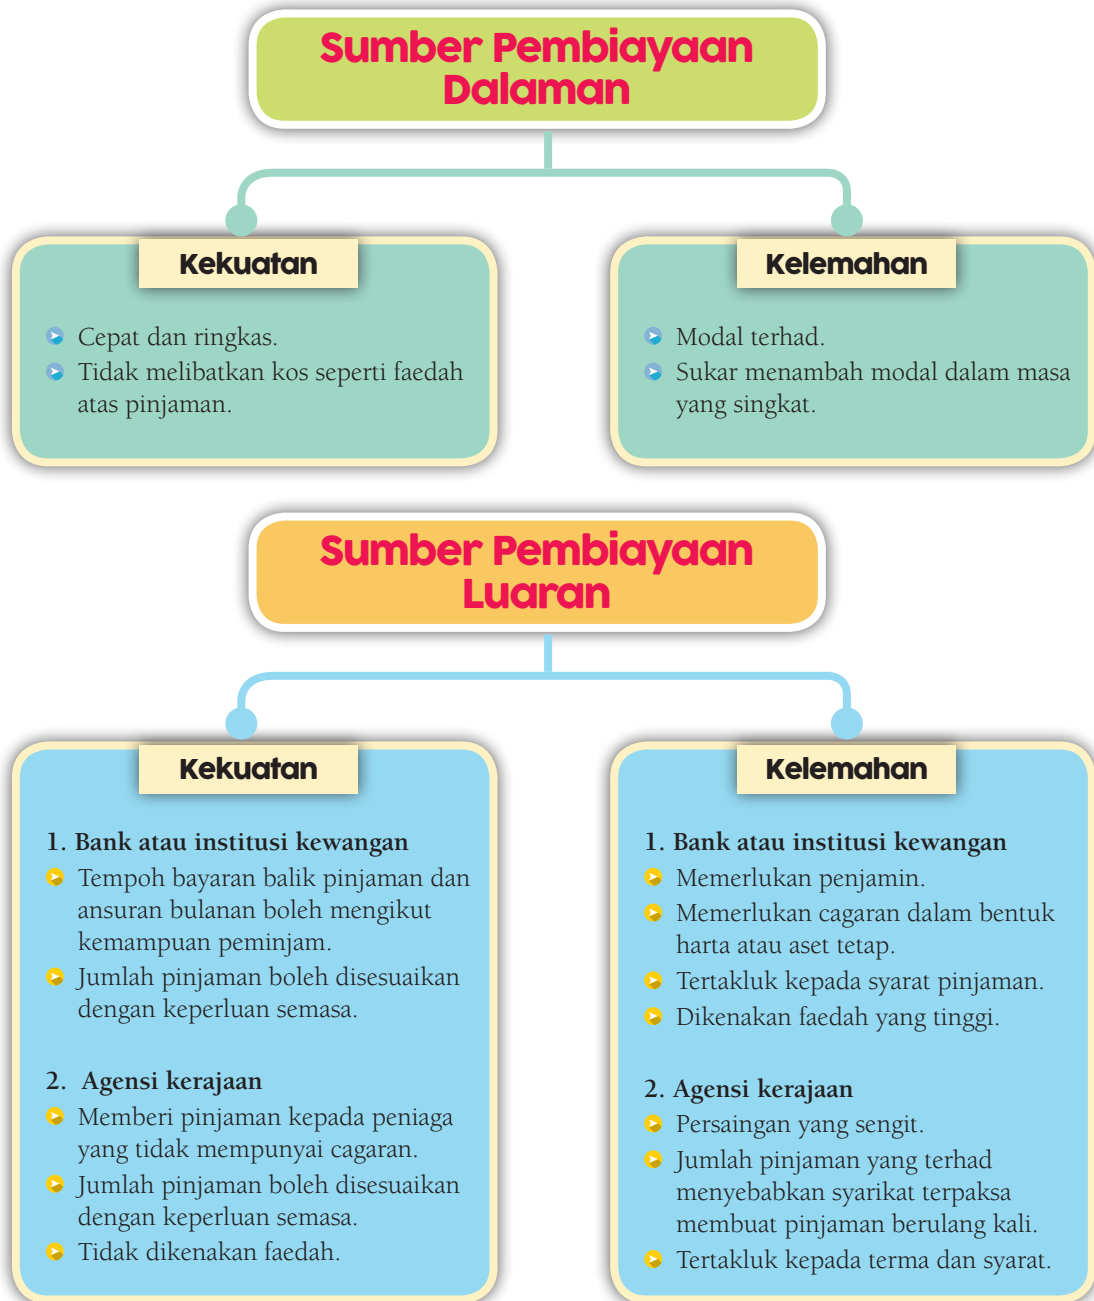 Sumber Pembiayaan
Dalaman
Kekuatan
Cepat dan ringkas.
Tidak melibatkan kos seperti faedah
atas pinjaman.
Kelemahan
Modal terhad.
Sukar menambah modal dalam masa
yang singkat.
Sumber Pembiayaan
Luaran
Kekuatan
1. Bank atau institusi kewangan
Tempoh bayaran balik pinjaman dan
ansuran bulanan boleh mengikut
kemampuan peminjam.
Jumlah pinjaman boleh disesuaikan
dengan keperluan semasa.
2. Agensi kerajaan
Memberi pinjaman kepada peniaga
yang tidak mempunyai cagaran.
Jumlah pinjaman boleh disesuaikan
dengan keperluan semasa.
Tidak dikenakan faedah.
Kelemahan
1. Bank atau institusi kewangan
Memerlukan penjamin.
Memerlukan cagaran dalam bentuk
harta atau aset tetap.
Tertakluk kepada syarat pinjaman.
Dikenakan faedah yang tinggi.
2. Agensi kerajaan
Persaingan yang sengit.
Jumlah pinjaman yang terhad
menyebabkan syarikat terpaksa
membuat pinjaman berulang kali.
Tertakluk kepada terma dan syarat.